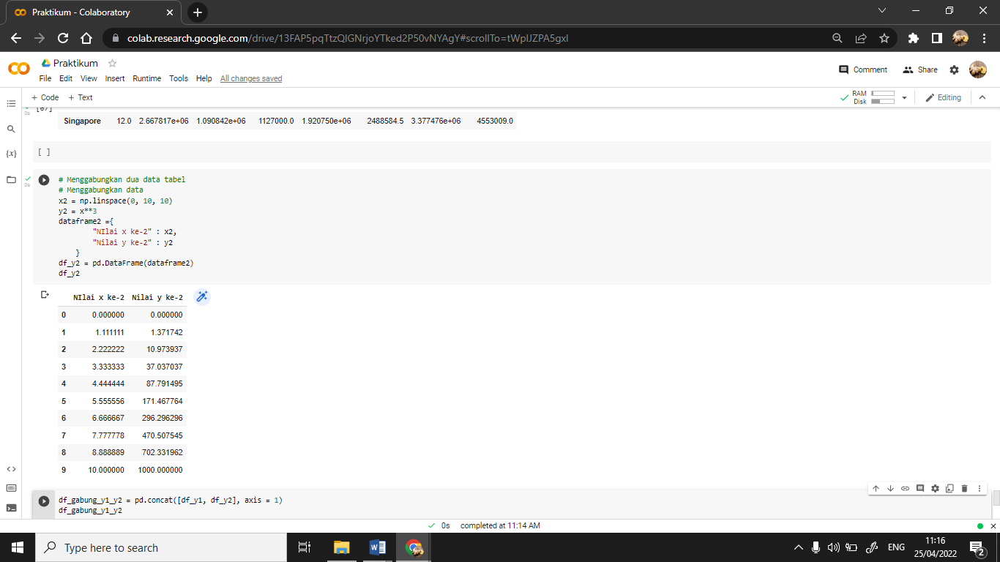 Praktikum - Colaboratory
colab.research.google.com/drive/13FAP5pqTtzQlGNrjoYTked2P50vNYAgY#scrollTo=tWplJZPA5gxl
Praktikum
File Edit View Insert Runtime Tools Help All changes saved
Comment Share
+ Code + Text
RAM
Disk
Editing
[67]
0s
Singapore 12.0 2.667817e+06 1.090842e+06 1127000.0 1.920750e+06 2488584.5 3.377476e+06 4553009.0
[ ]
{x}
0s
# Menggabungkan dua data tabel
# Menggabungkan data
x2 = np.linspace(0, 10, 10)
y2 = x**3
dataframe2 ={
"NIlai x ke-2" : x2,
"Nilai y ke-2" : y2
}
df_y2 = pd.DataFrame(dataframe2)
df_y2
NIlai x ke-2 Nilai y ke-2
0 0.000000 0.000000
1 1.111111 1.371742
2 2.222222 10.973937
3 3.333333 37.037037
4 4.444444 87.791495
5 5.555556 171.467764
6 6.666667 296.296296
7 7.777778 470.507545
8 8.888889 702.331962
9 10.000000 1000.000000
df_gabung_y1_y2 = pd.concat([df_y1, df_y2], axis = 1)
df_gabung_y1_y2
0s completed at 11:14 AM
Type here to search
ENG
11:16
25/04/2022
2